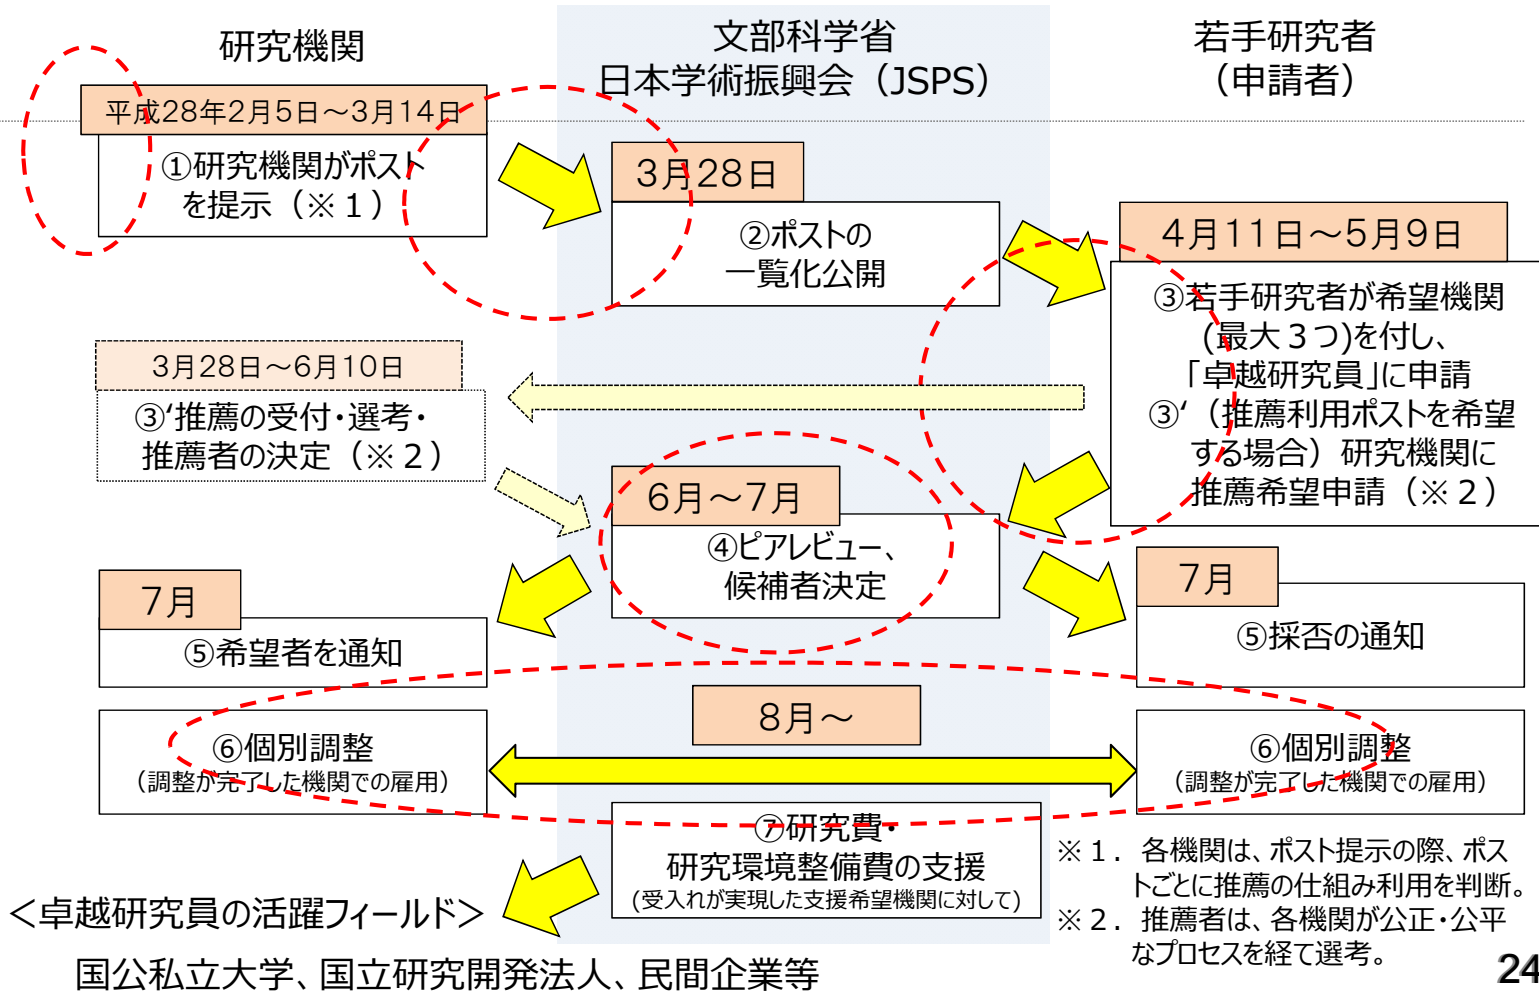 研究機関
文部科学省
日本学術振興会（JSPS）
若手研究者
（申請者）
平成28年2月5日～3月14日
①研究機関がポスト
を提示（※１）
3月28日
②ポストの
一覧化公開
4月11日～5月9日
③若手研究者が希望機関
(最大３つ)を付し、
「卓越研究員」に申請
③‘（推薦利用ポストを希望
する場合）研究機関に
推薦希望申請（※２）
3月28日～6月10日
③‘推薦の受付・選考・
推薦者の決定（※２）
6月～7月
④ピアレビュー、
候補者決定
7月
⑤希望者を通知
7月
⑤採否の通知
8月～
⑥個別調整
（調整が完了した機関での雇用）
⑥個別調整
（調整が完了した機関での雇用）
⑦研究費・
研究環境整備費の支援
(受入れが実現した支援希望機関に対して)
※１．各機関は、ポスト提示の際、ポス
トごとに推薦の仕組み利用を判断。
※２．推薦者は、各機関が公正・公平
なプロセスを経て選考。
＜卓越研究員の活躍フィールド＞
国公私立大学、国立研究開発法人、民間企業等
24